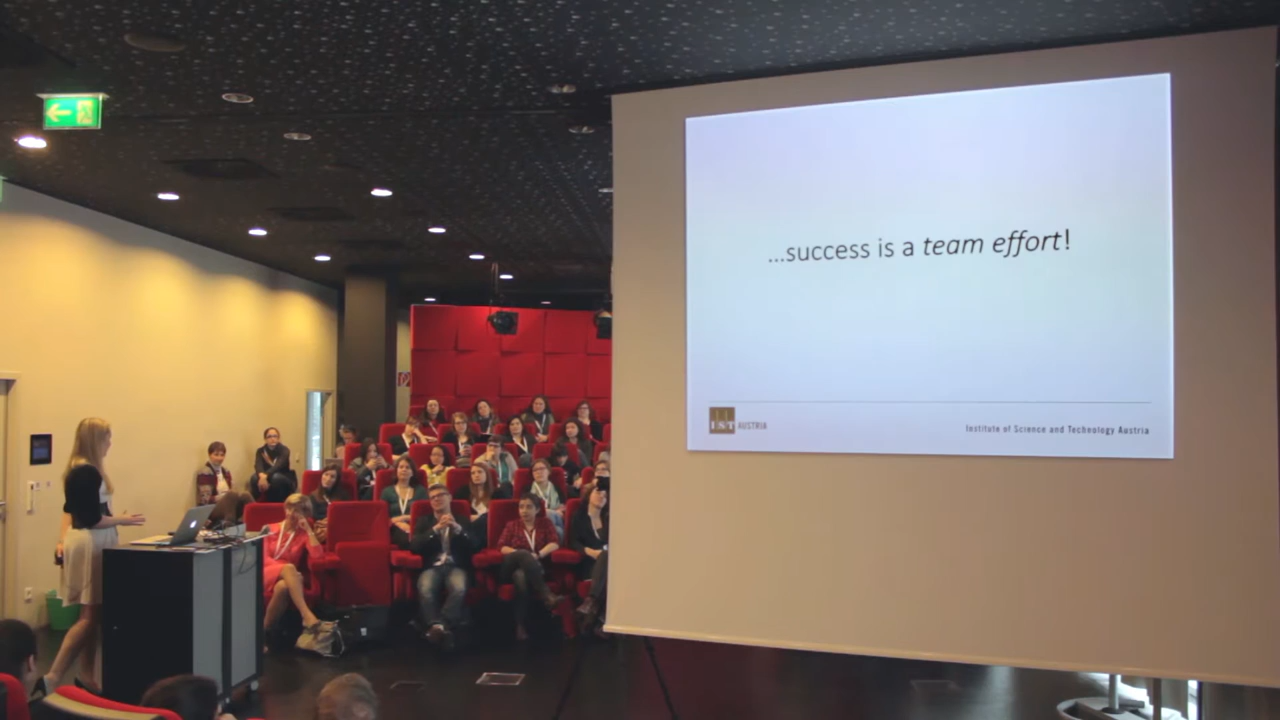 ...success is a team effort!
IST AUSTRIA
Institute of Science and Technology Austria